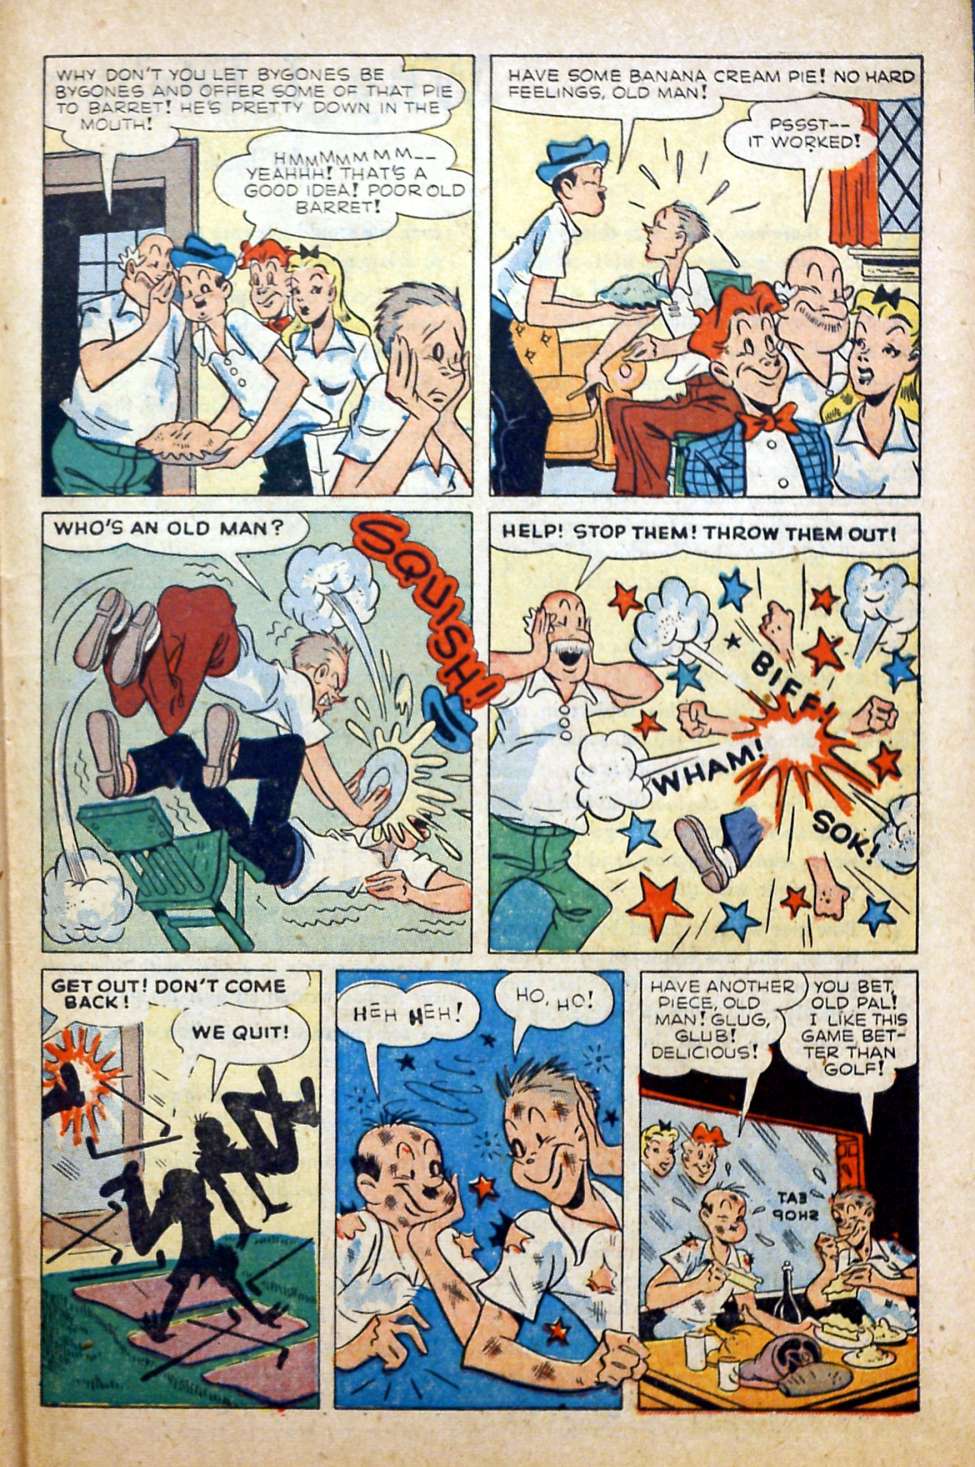 WHY DON'T YOU LET BYGONES BE
BYGONES AND OFFER SOME OF THAT PIE
TO BARRET! HE'S PRETTY DOWN IN THE
MOUTH!
HMMMMMMM--
YEAHHH! THAT'S A
GOOD IDEA! POOR OLD
BARRET!
HAVE SOME BANANA CREAM PIE! NO HARD
FEELINGS, OLD MAN!
PSSST--
IT WORKED!
WHO'S AN OLD MAN?
SQUISH!
HELP! STOP THEM! THROW THEM OUT!
BIFF!
WHAM!
SOK!
GET OUT! DON'T COME
BACK!
WE QUIT!
HEH HEH!
HO, HO!
HAVE ANOTHER
PIECE, OLD
MAN! GLUG,
GLUB!
DELICIOUS!
YOU BET,
OLD PAL!
I LIKE THIS
GAME BET-
TER THAN
GOLF!
EAT
SHOP